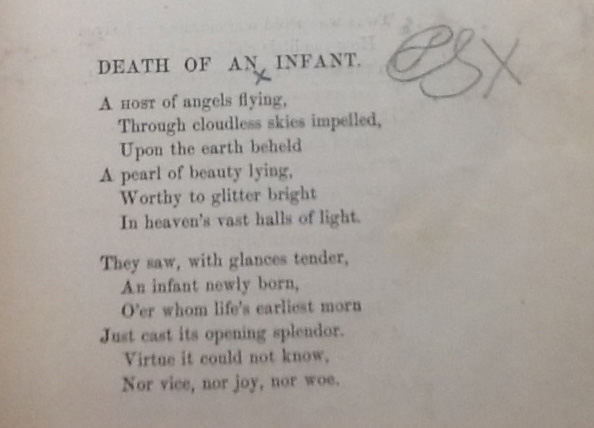 DEATH OF AN INFANT.
A HOST of angels flying,
Through cloudless skies impelled,
Upon the earth beheld
A pearl of beauty lying,
Worthy to glitter bright
In heaven's vast halls of light.
They saw, with glances tender,
An infant newly born,
O'er whom life's earliest morn
Just cast its opening splendor.
Virtue it could not know,
Nor vice, nor joy, nor woe.